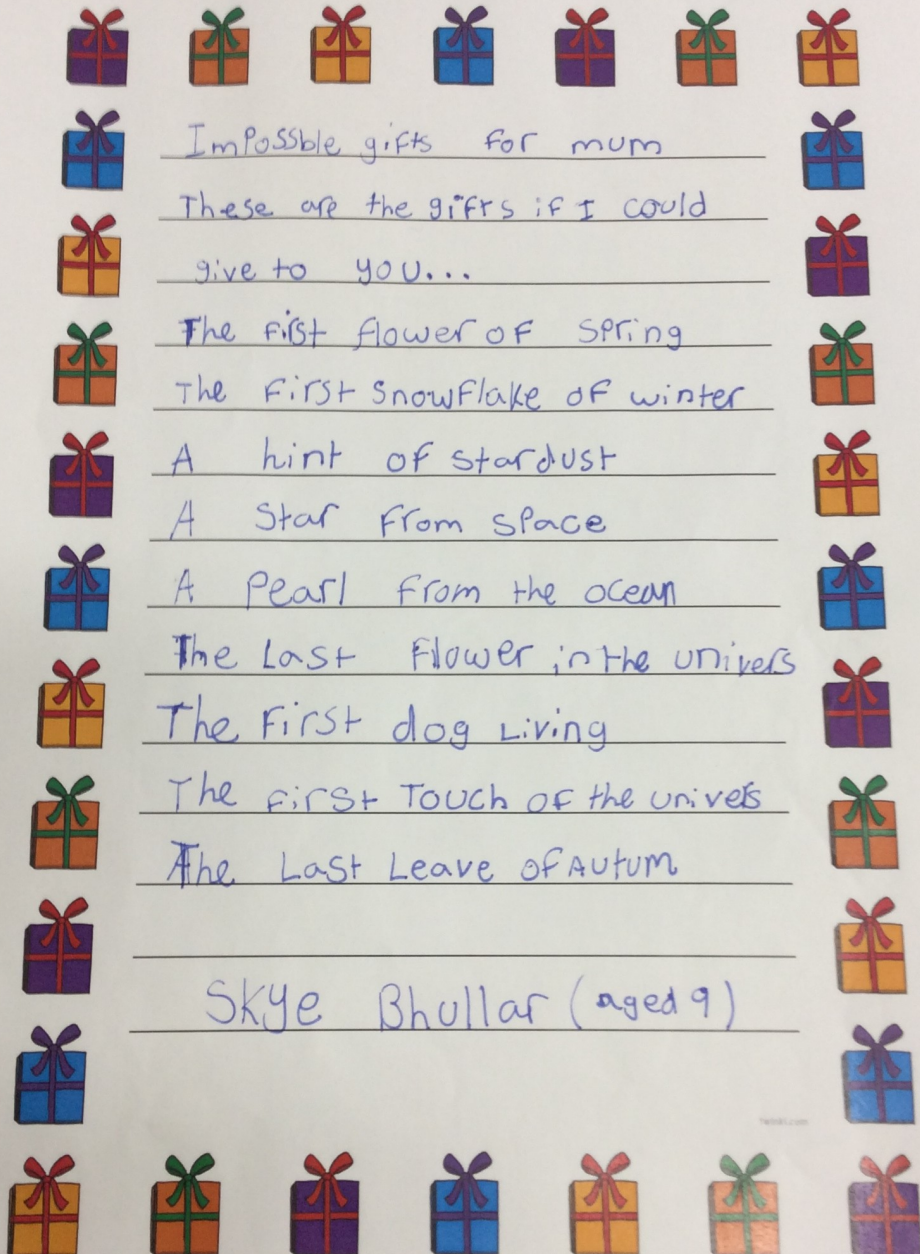 Impossble gifts for mum
These are the gifrs if I could
give to you...
The first flower of Spring
The first Snowflake of winter
A hint of stardust
A Star from space
A Pearl from the ocean
The Last flower in the univers
The First dog Living
The first Touch of the univers
The Last Leave of Autum
Skye Bhullar (aged 9)